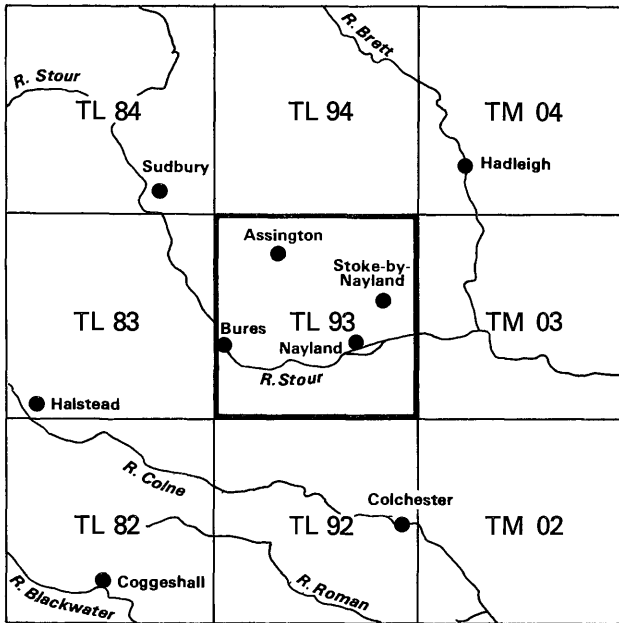 R. Brett
R. Stour
TL 84
TL 94
TM 04
Sudbury
Hadleigh
Assington
Stoke-by-
Nayland
TL 83
Bures
TL 93
TM 03
Nayland
R. Stour
Halstead
R. Colne
Colchester
TL 82
TL 92
TM 02
Coggeshall
R. Blackwater
R. Roman